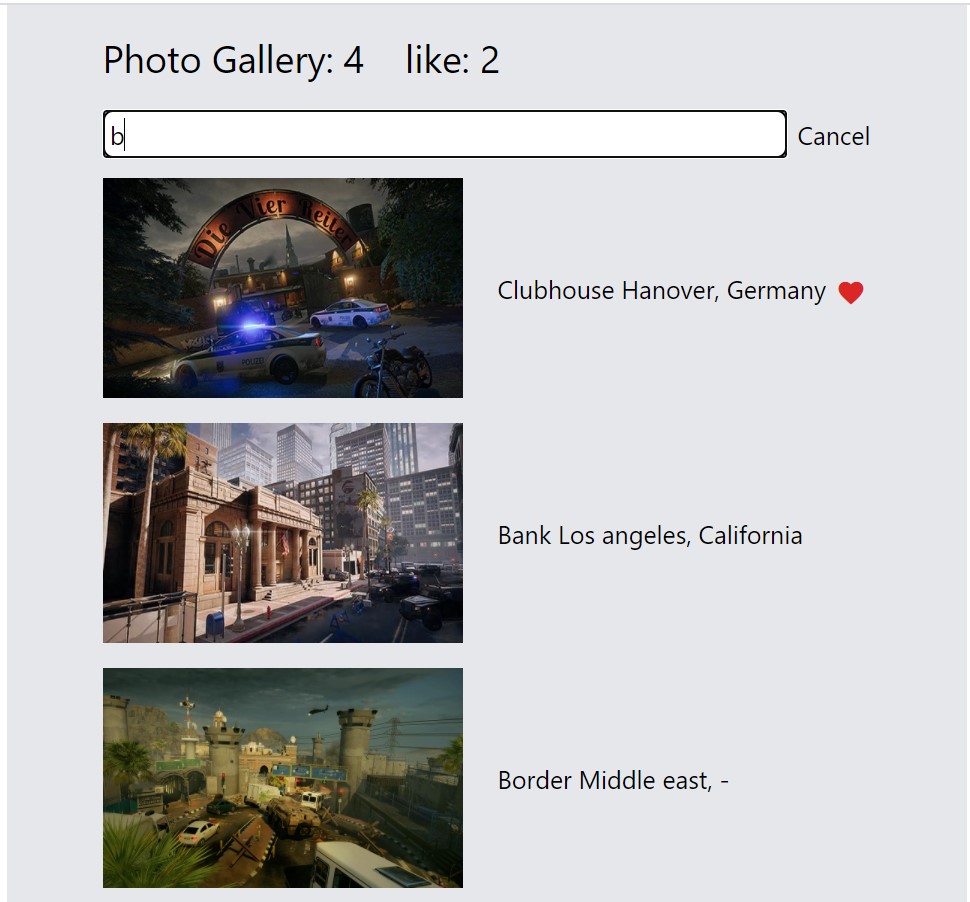 Photo Gallery: 4 like: 2
b
Cancel
Die Vier Reiter
POLIZEI
Clubhouse Hanover, Germany
Bank Los angeles, California
Border Middle east, -